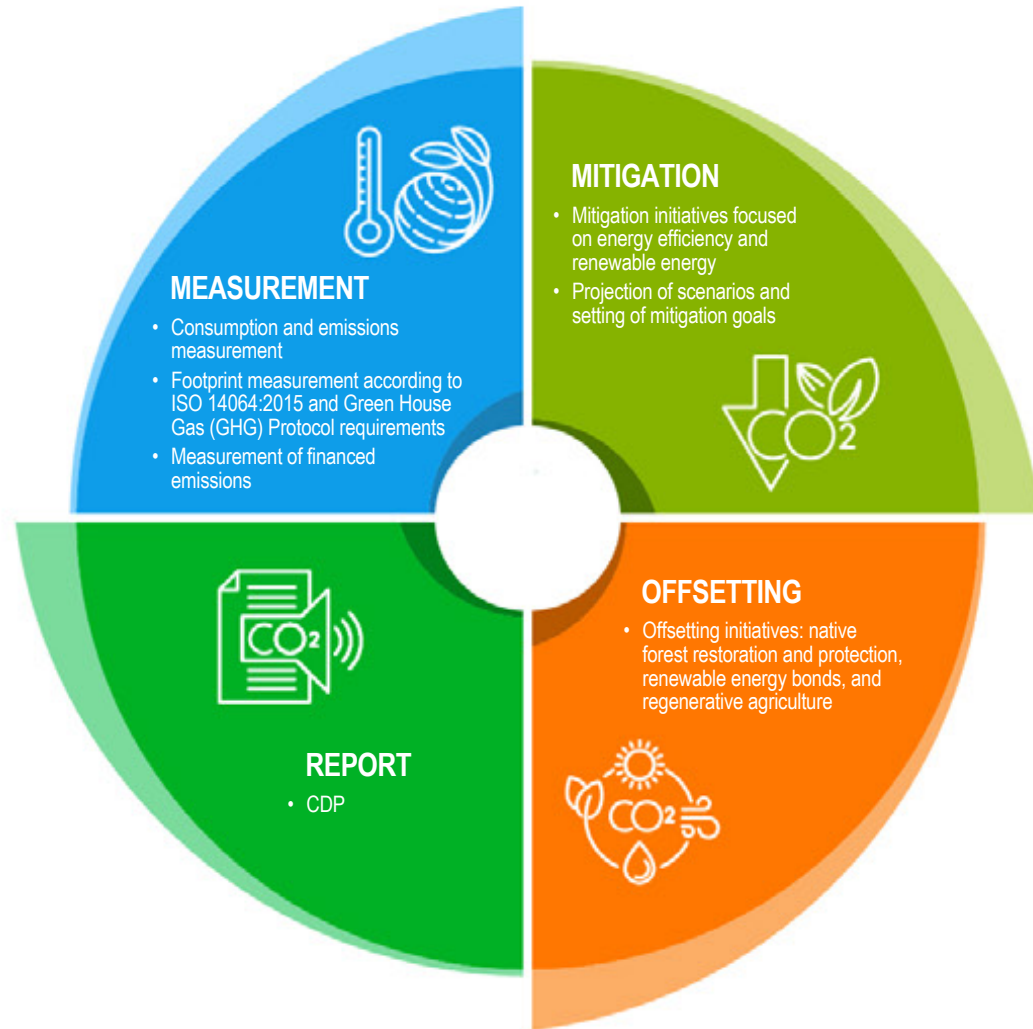 MEASUREMENT
• Consumption and emissions
measurement
• Footprint measurement according to
ISO 14064:2015 and Green House
Gas (GHG) Protocol requirements
• Measurement of financed
emissions
MITIGATION
• Mitigation initiatives focused
on energy efficiency and
renewable energy
• Projection of scenarios and
setting of mitigation goals
CO2
OFFSETTING
• Offsetting initiatives: native
forest restoration and protection,
renewable energy bonds, and
regenerative agriculture
CO2
CO2
REPORT
• CDP